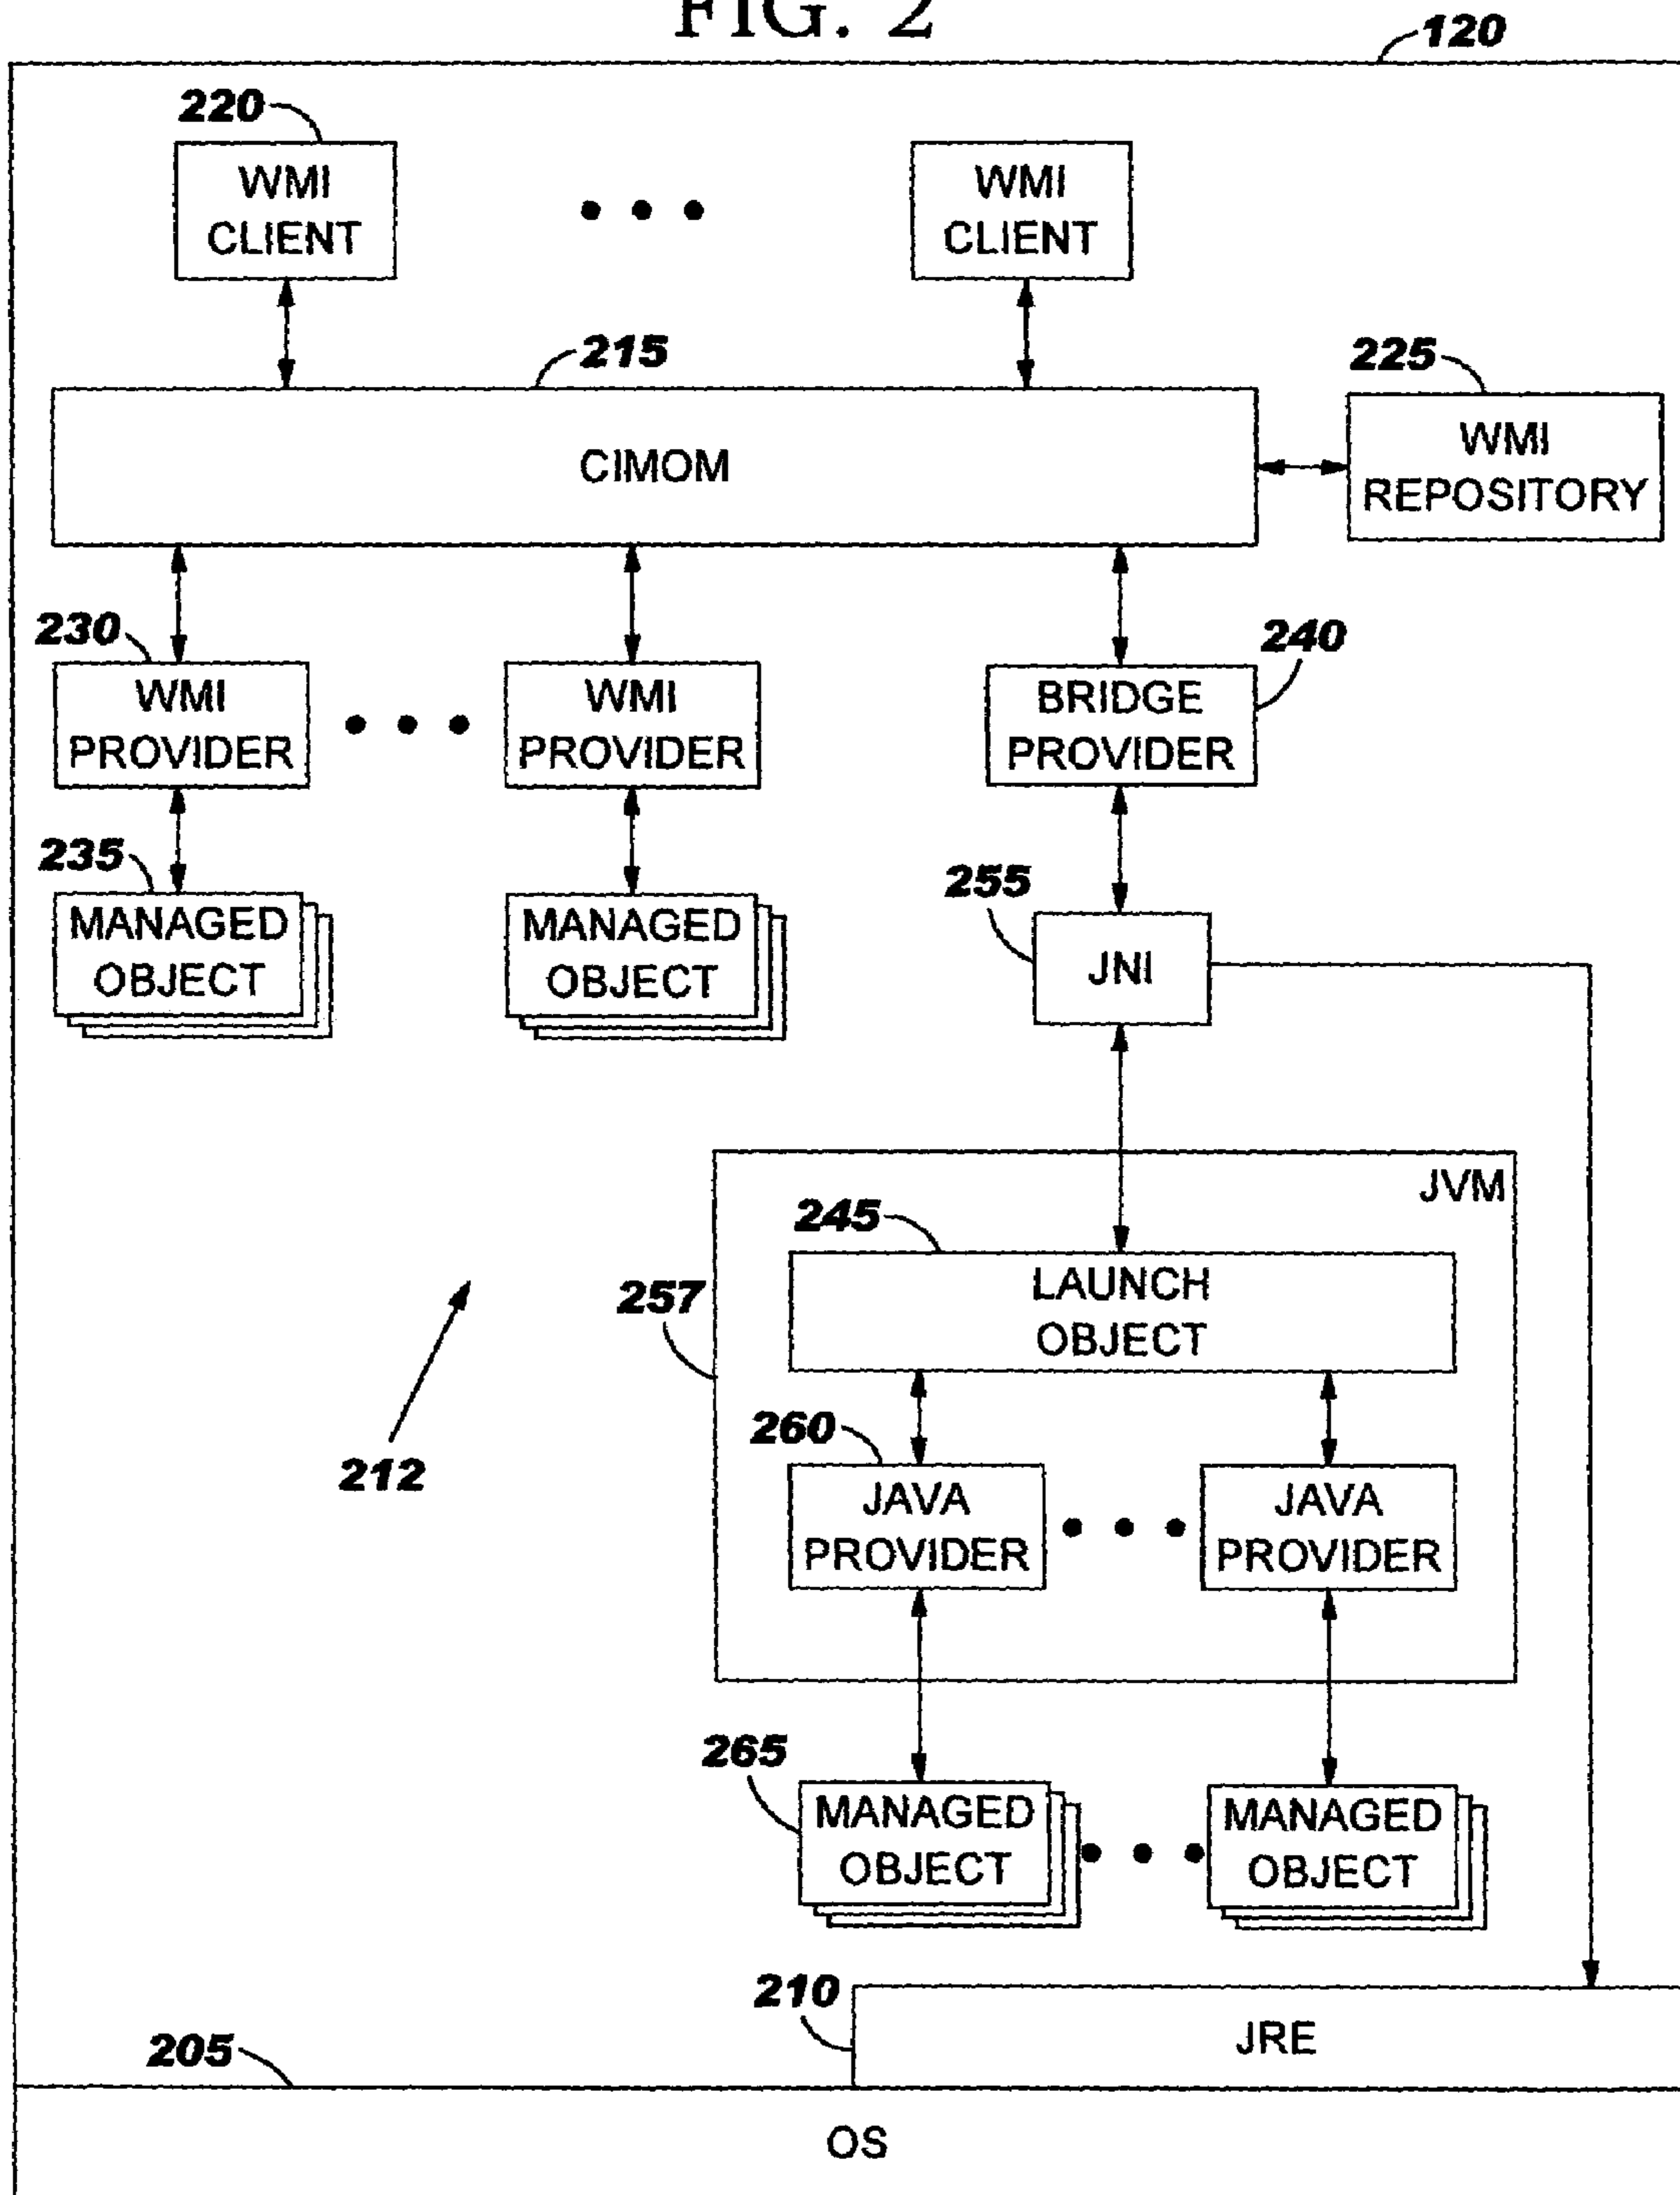 FIG. 2
120
220
WMI
CLIENT
WMI
CLIENT
215
225
CIMOM
WMI
REPOSITORY
230
240
WMI
PROVIDER
WMI
PROVIDER
BRIDGE
PROVIDER
235
255
MANAGED
OBJECT
MANAGED
OBJECT
JNI
JVM
245
257
LAUNCH
OBJECT
260
212
JAVA
PROVIDER
JAVA
PROVIDER
265
MANAGED
OBJECT
MANAGED
OBJECT
210
JRE
205
OS